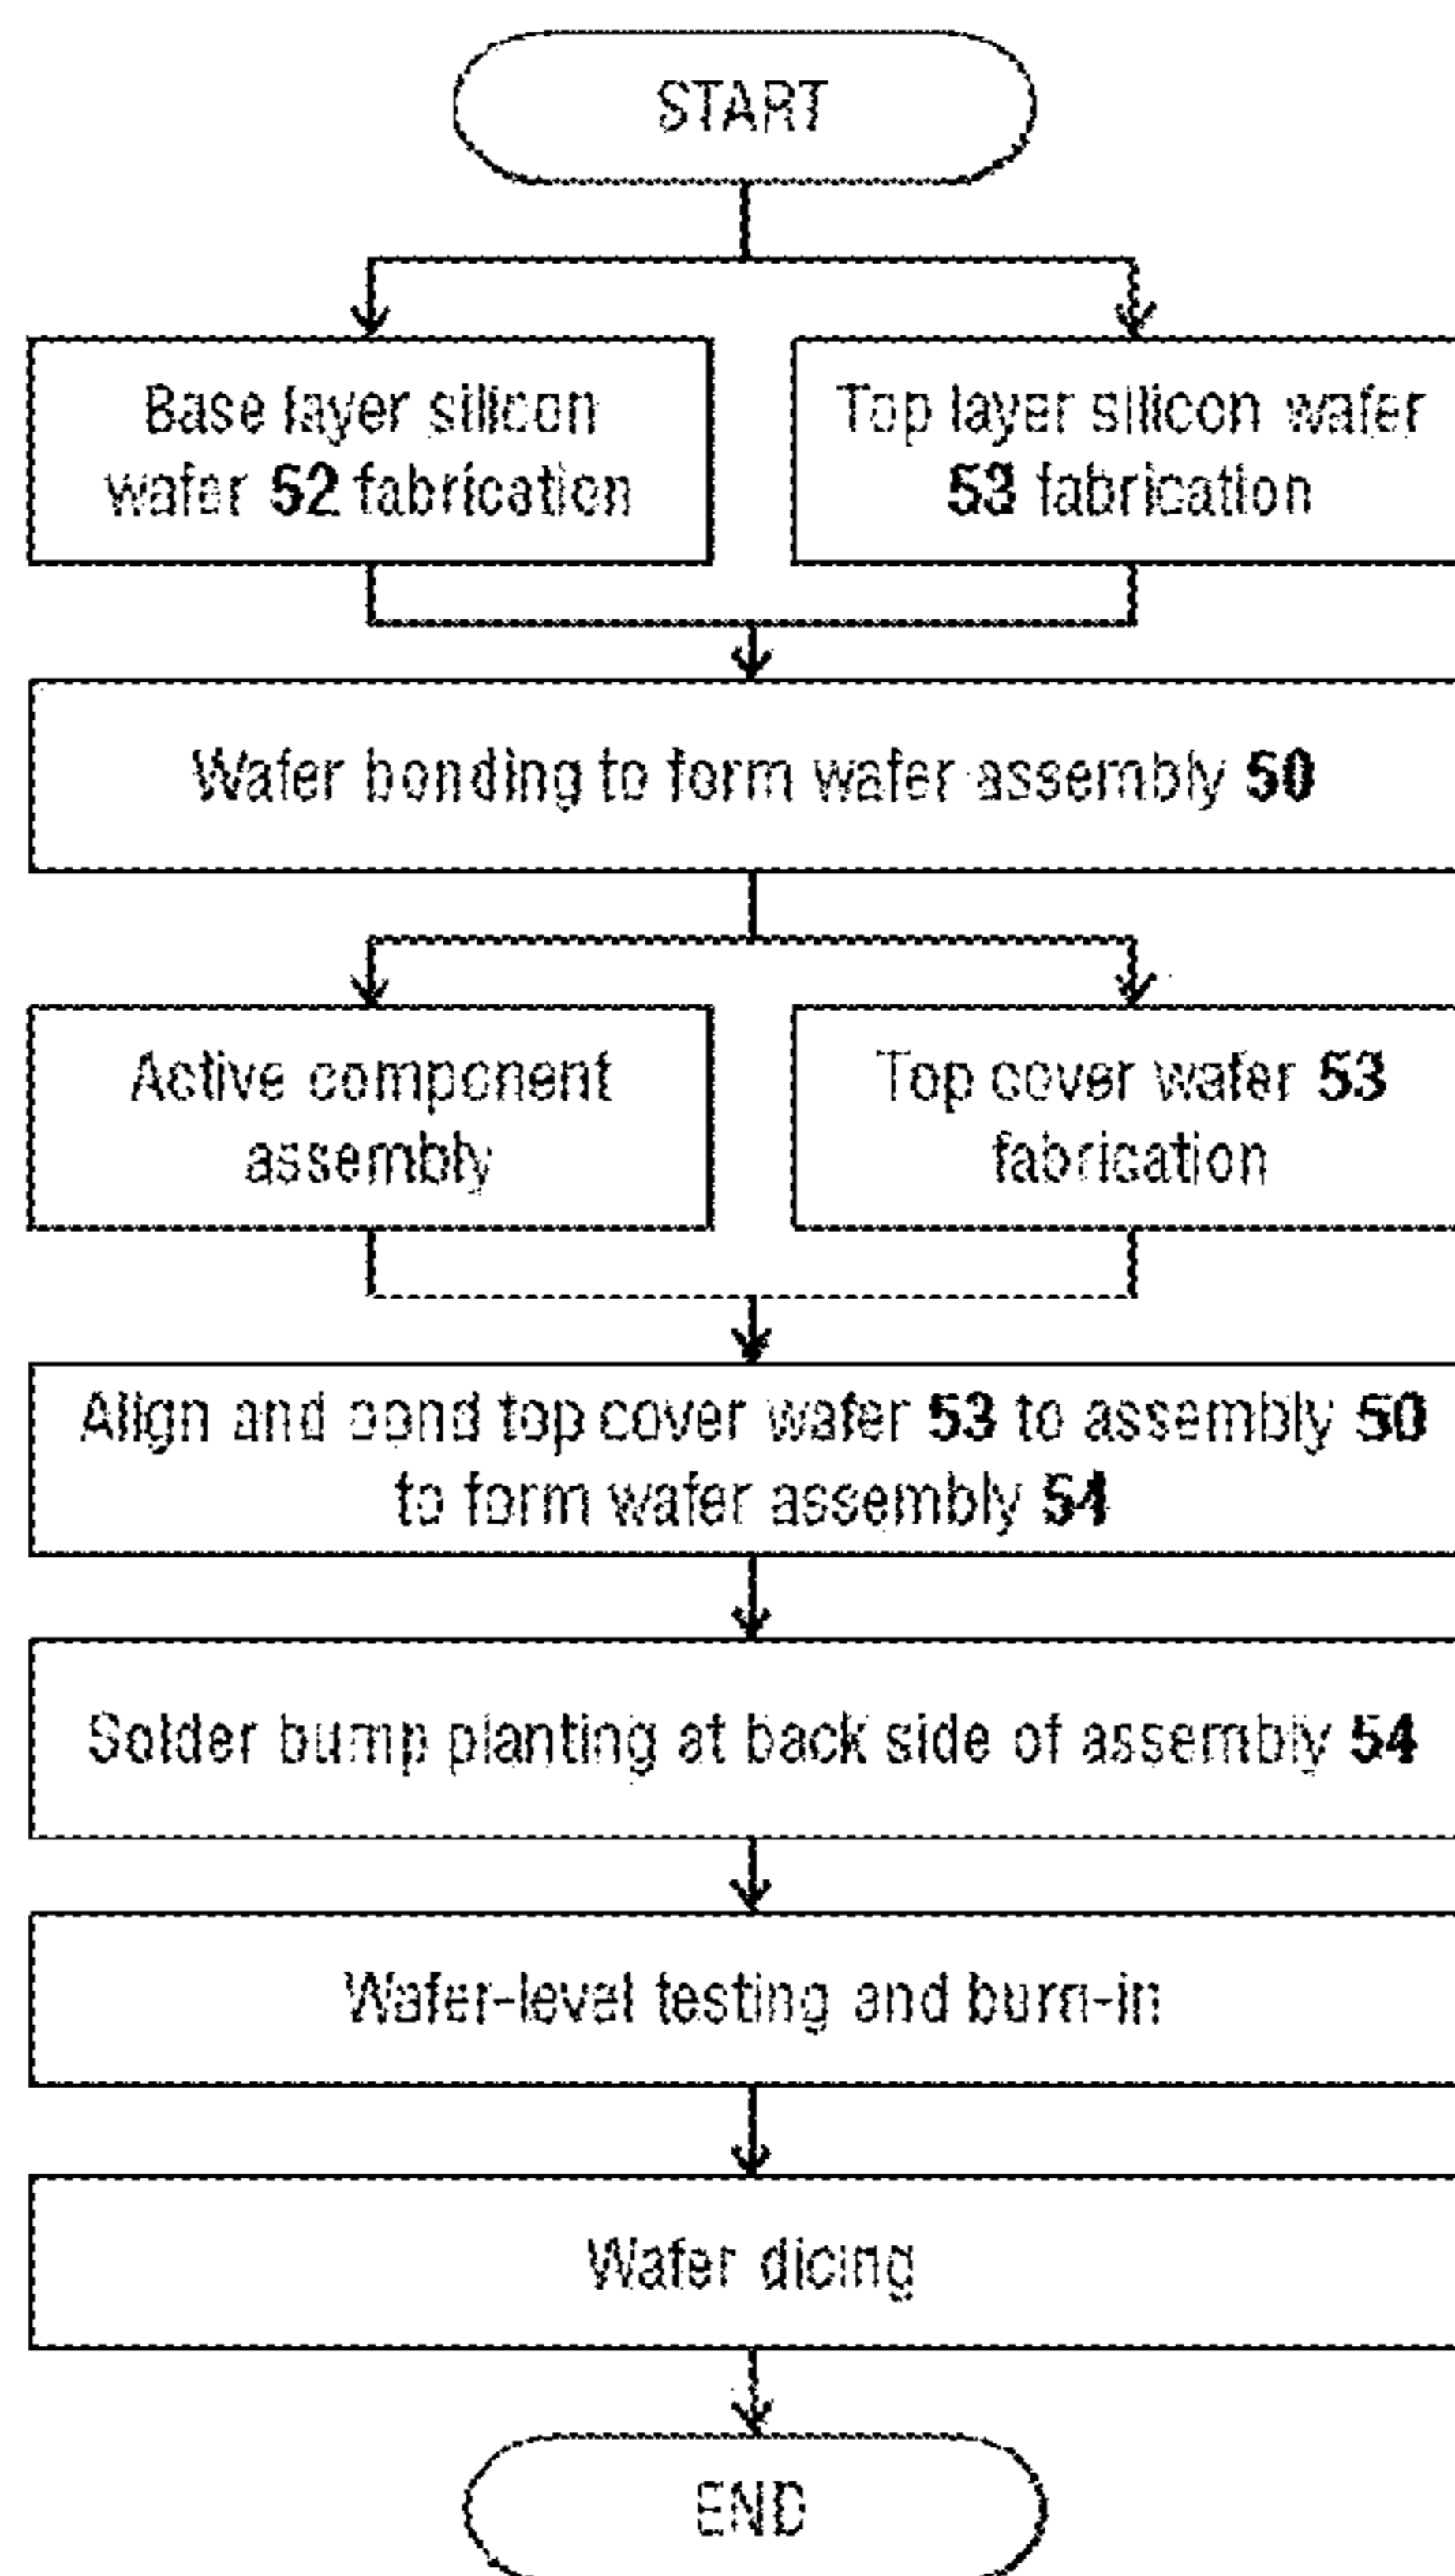 START
Base layer silicon
wafer 52 fabrication
Top layer silicon wafer
53 fabrication
Wafer bonding to form wafer assembly 50
Active component
assembly
Top cover wafer 53
fabrication
Align and bond top cover wafer 53 to assembly 50
to form wafer assembly 54
Solder bump planting at back side of assembly 54
Wafer-level testing and burn-in
Wafer dicing
END